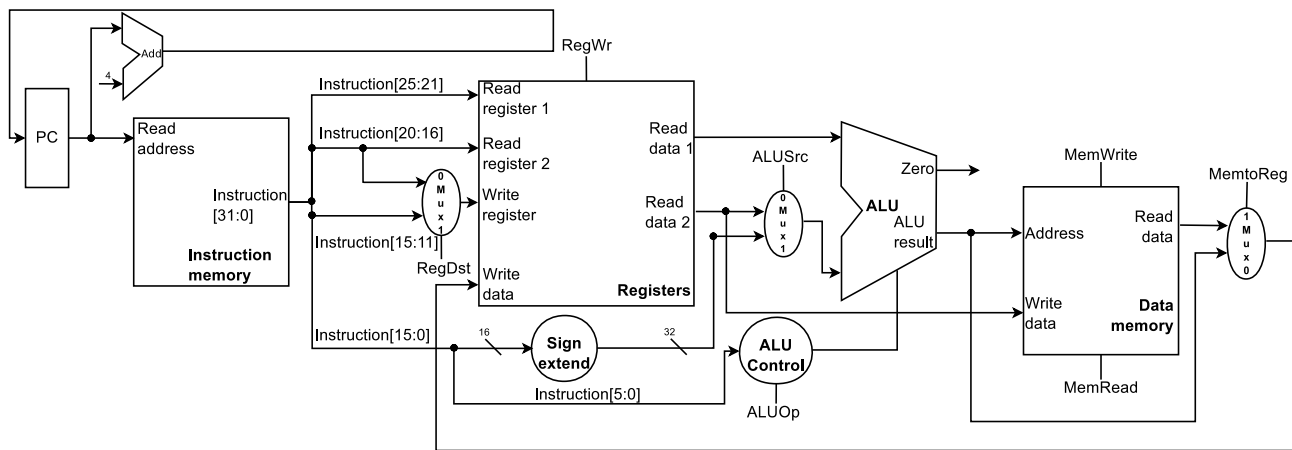 Add
4
PC
Read
address
Instruction
[31:0]
Instruction
memory
Instruction[25:21]
Instruction[20:16]
Instruction[15:11]
Instruction[15:0]
0
M
u
x
1
RegDst
RegWr
Read
register 1
Read
register 2
Write
register
Write
data
Read
data 1
Read
data 2
Registers
16
Sign
extend
32
Instruction[5:0]
ALUSrc
0
M
u
x
1
ALU
Control
ALUOp
Zero
ALU
ALU
result
MemWrite
Address
Read
data
Write
data
Data
memory
MemRead
MemtoReg
1
M
u
x
0